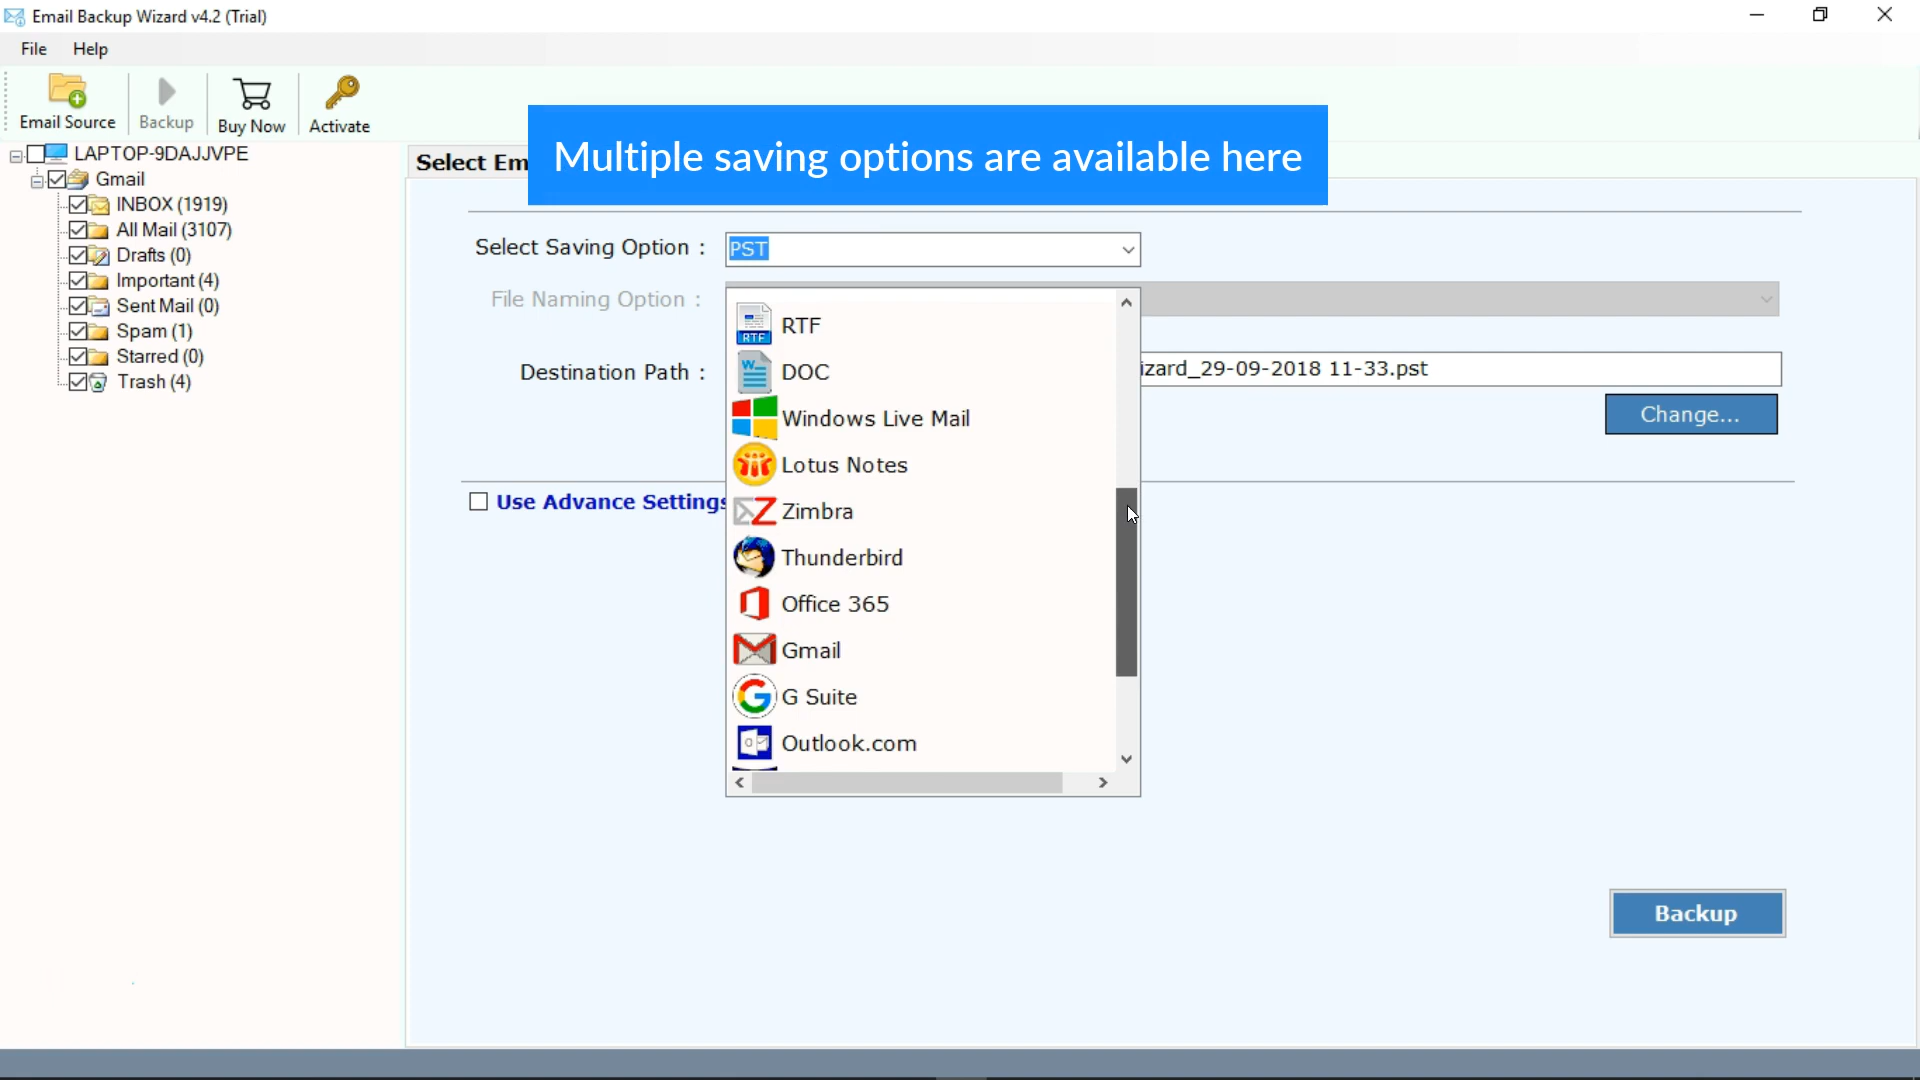 Email Backup Wizard v4.2 (Trial)
File Help
Email Source Backup Buy Now Activate
Multiple saving options are available here
LAPTOP-9DAJJVPE
Gmail
INBOX (1919)
All Mail (3107)
Drafts (0)
Important (4)
Sent Mail (0)
Spam (1)
Starred (0)
Trash (4)
Select Em
Select Saving Option : PST
File Naming Option :
RTF
RTF
DOC
Destination Path : izard_29-09-2018 11-33.pst
Change...
Windows Live Mail
Lotus Notes
Use Advance Settings
Zimbra
Thunderbird
Office 365
Gmail
G Suite
Outlook.com
Backup